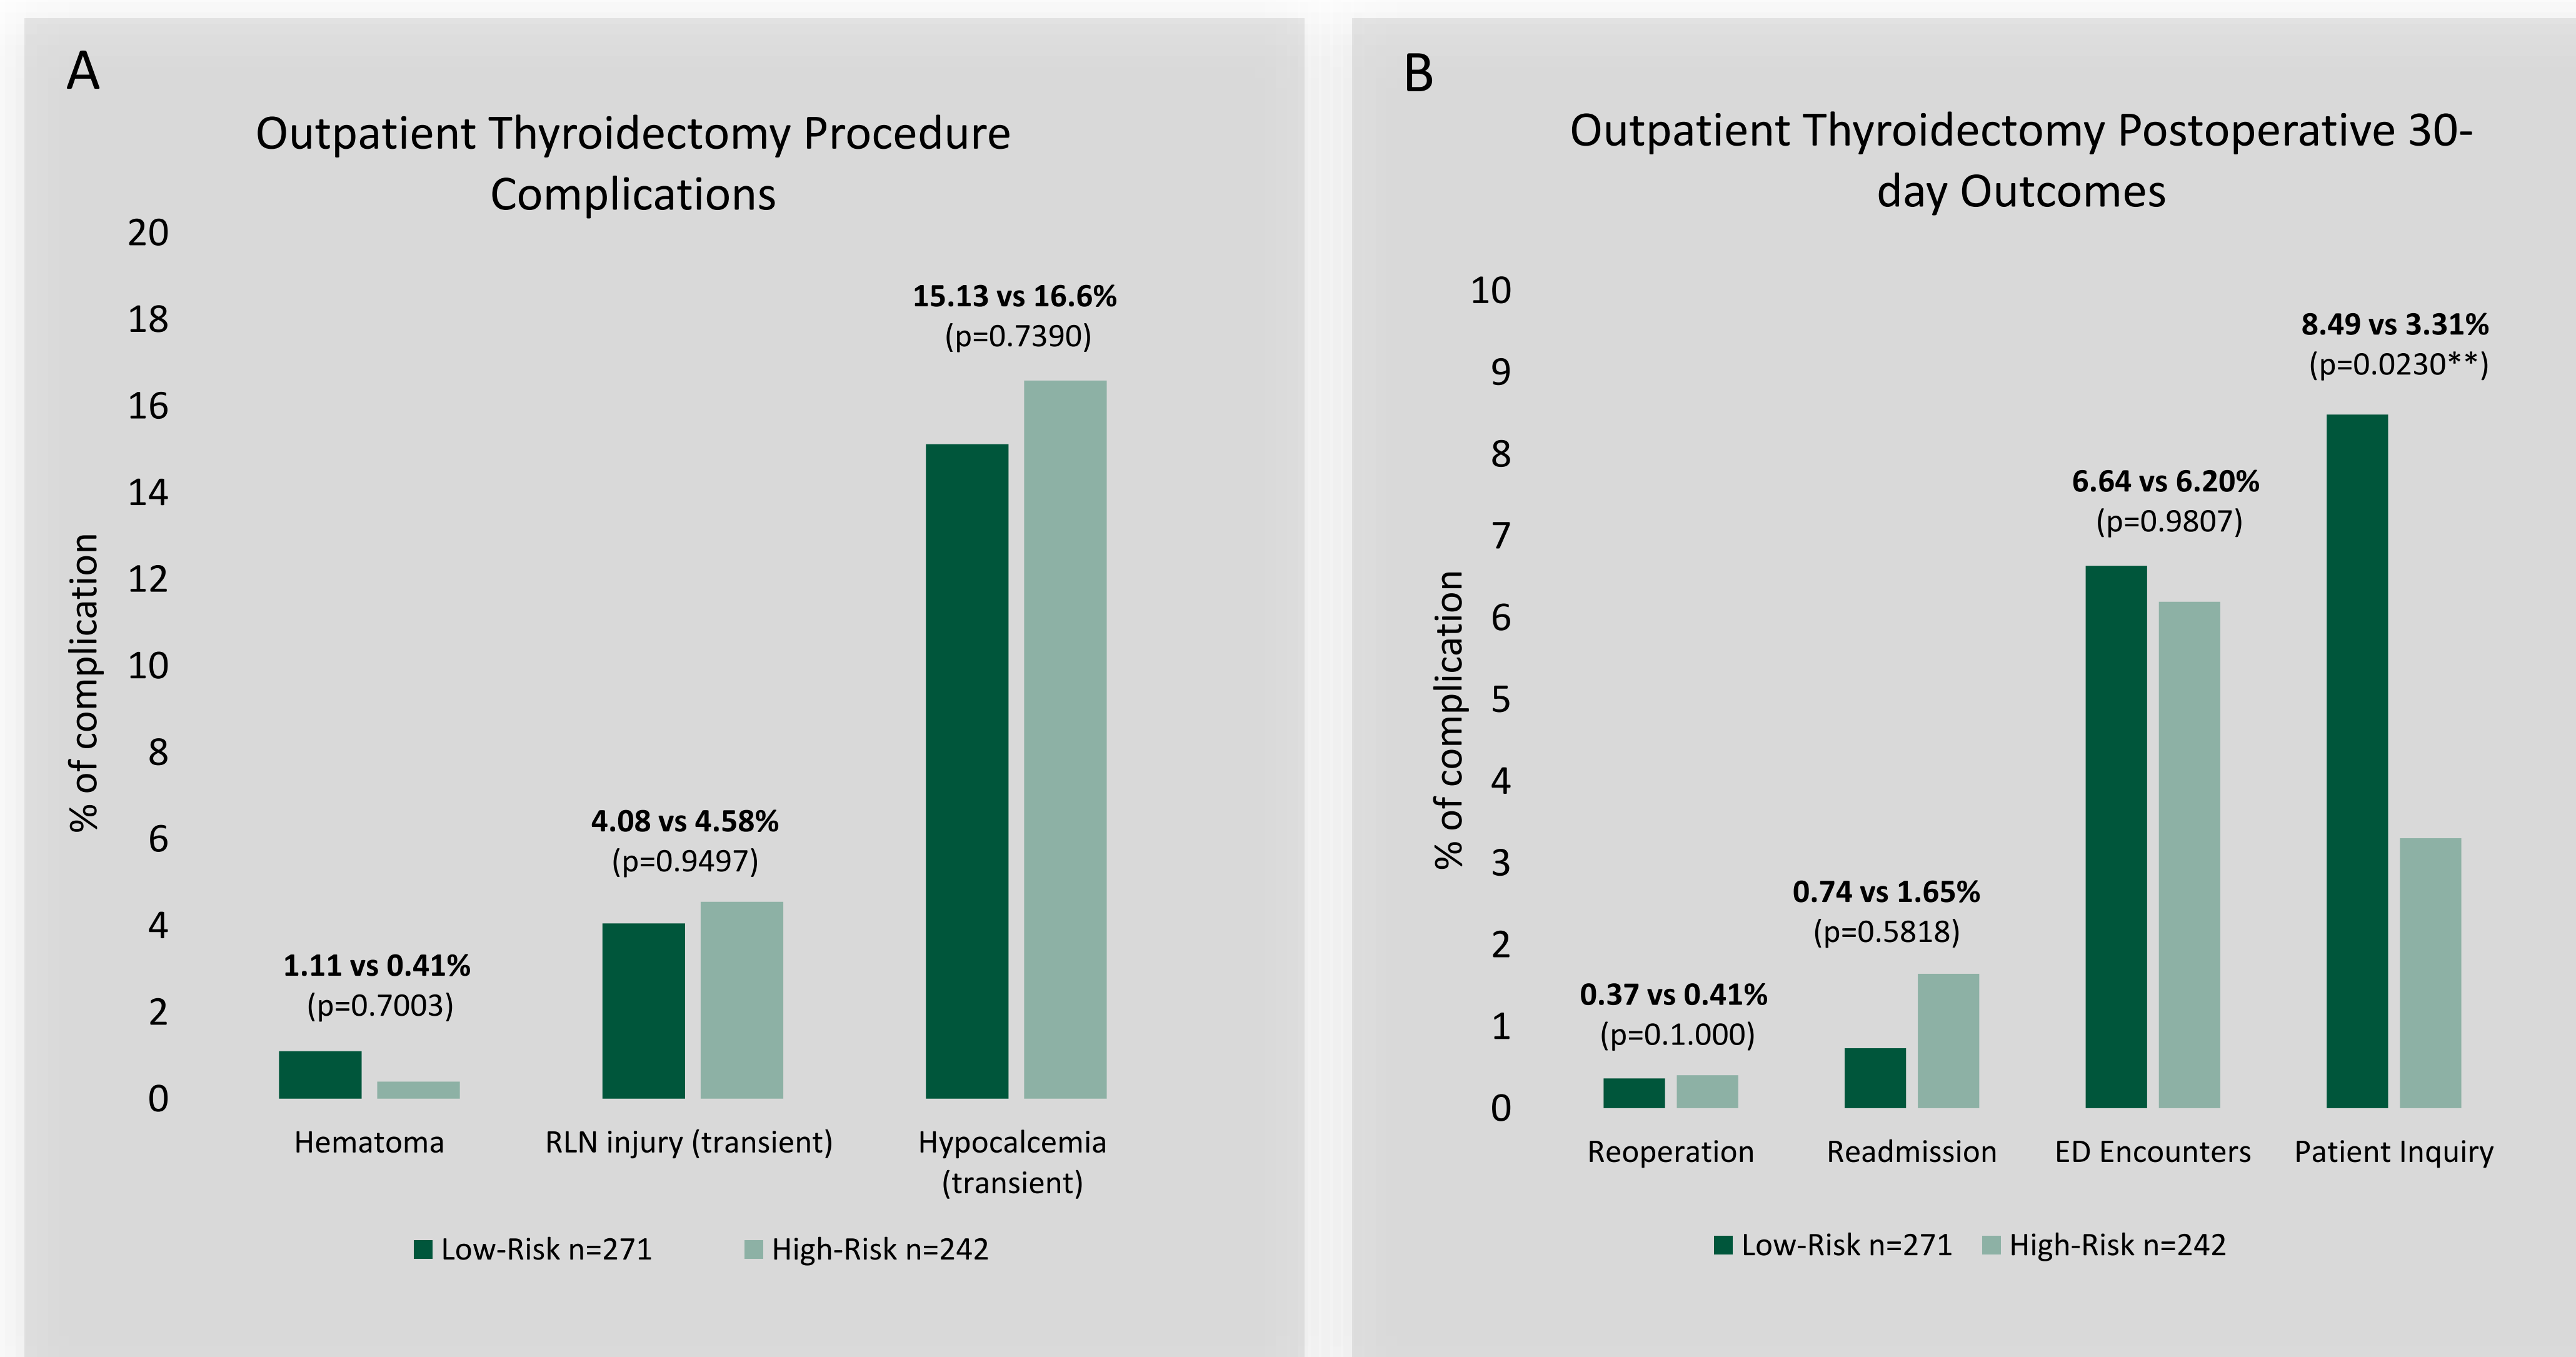 A
Outpatient Thyroidectomy Procedure
Complications
20
18
16
14
12
10
8
6
4
2
0
% of complication
15.13 vs 16.6%
(p=0.7390)
4.08 vs 4.58%
(p=0.9497)
1.11 vs 0.41%
(p=0.7003)
Hematoma
RLN injury (transient)
Hypocalcemia
(transient)
Low-Risk n=271
High-Risk n=242
B
Outpatient Thyroidectomy Postoperative 30-
day Outcomes
10
9
8
7
6
5
4
3
2
1
0
% of complication
8.49 vs 3.31%
(p=0.0230**)
6.64 vs 6.20%
(p=0.9807)
0.74 vs 1.65%
(p=0.5818)
0.37 vs 0.41%
(p=0.1.000)
Reoperation
Readmission
ED Encounters
Patient Inquiry
Low-Risk n=271
High-Risk n=242